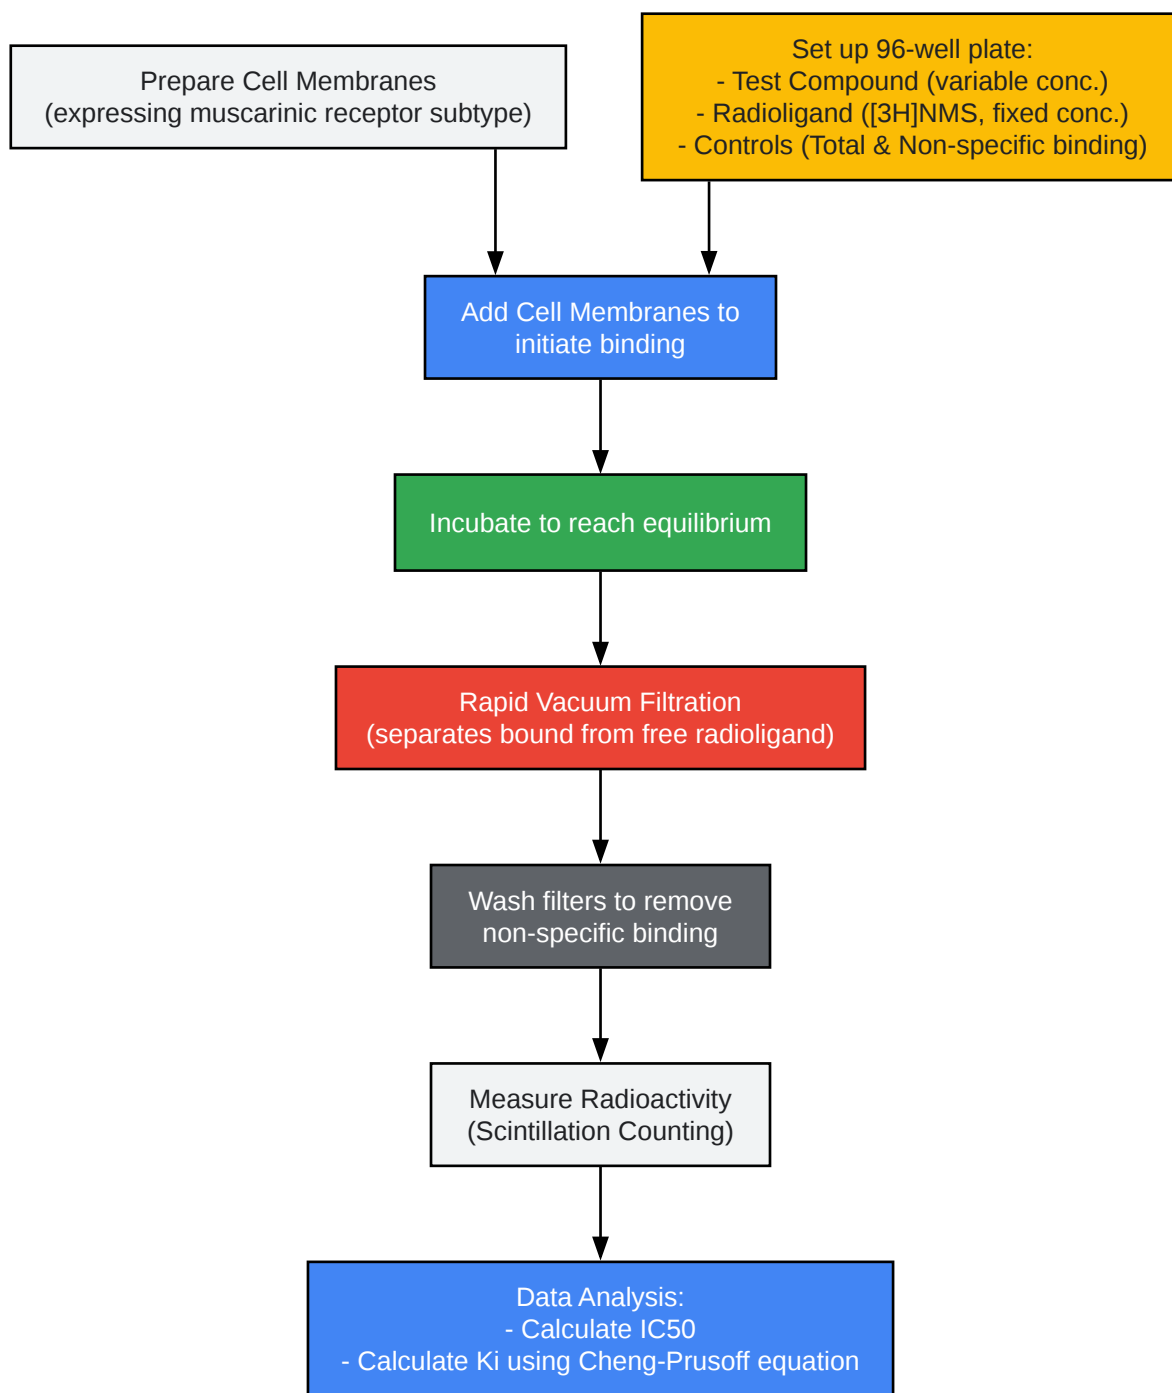 Prepare Cell Membranes
(expressing muscarinic receptor subtype)
Set up 96-well plate:
- Test Compound (variable conc.)
- Radioligand ([3H]NMS, fixed conc.)
- Controls (Total & Non-specific binding)
Add Cell Membranes to
initiate binding
Incubate to reach equilibrium
Rapid Vacuum Filtration
(separates bound from free radioligand)
Wash filters to remove
non-specific binding
Measure Radioactivity
(Scintillation Counting)
Data Analysis:
- Calculate IC50
- Calculate Ki using Cheng-Prusoff equation